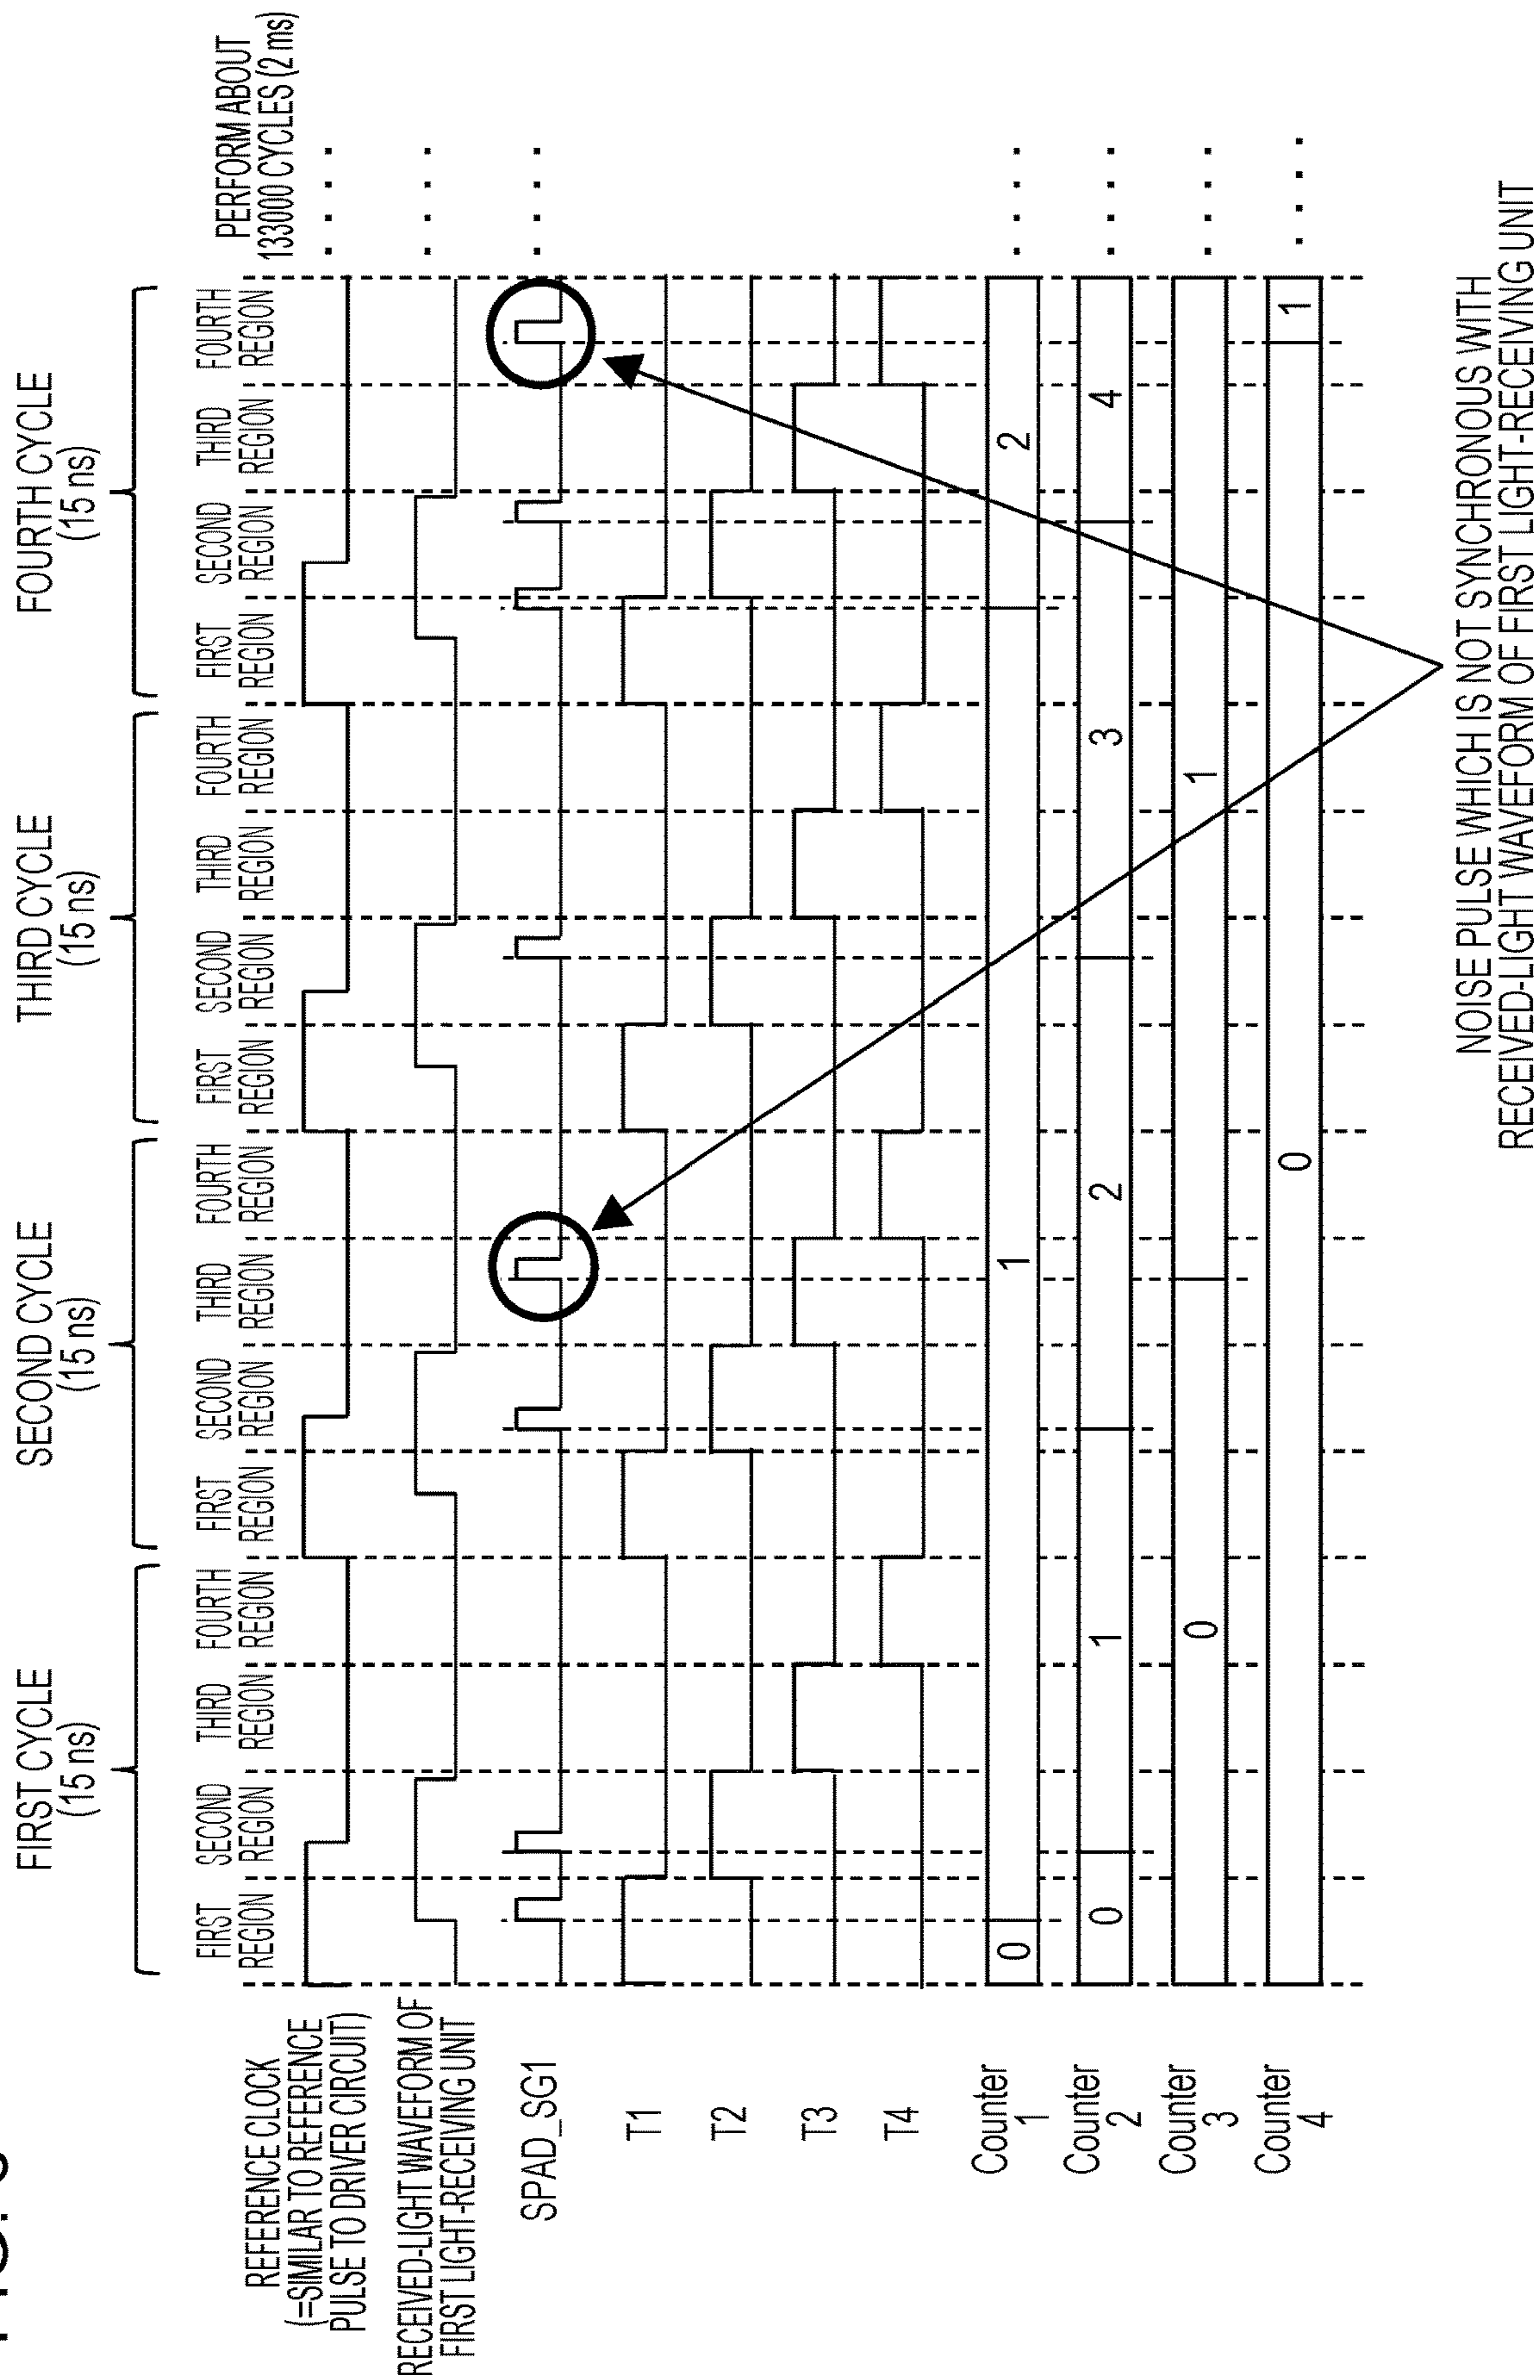 FIRST CYCLE
(15 ns)
SECOND CYCLE
(15 ns)
THIRD CYCLE
(15 ns)
FOURTH CYCLE
(15 ns)
FIRST
REGION
SECOND
REGION
THIRD
REGION
FOURTH
REGION
FIRST
REGION
SECOND
REGION
THIRD
REGION
FOURTH
REGION
FIRST
REGION
SECOND
REGION
THIRD
REGION
FOURTH
REGION
FIRST
REGION
SECOND
REGION
THIRD
REGION
FOURTH
REGION
PERFORM ABOUT
133000 CYCLES (2 ms)
REFERENCE CLOCK
(=SIMILAR TO REFERENCE
PULSE TO DRIVER CIRCUIT)
. . . .
RECEIVED-LIGHT WAVEFORM OF
FIRST LIGHT-RECEIVING UNIT
. . . .
SPAD_SG1
. . . .
T1
T2
T3
T4
Counter
1
0 1 2 . . . .
Counter
2
0 1 2 3 4 . . . .
Counter
3
0 1 . . . .
Counter
4
0 1 . . . .
NOISE PULSE WHICH IS NOT SYNCHRONOUS WITH
RECEIVED-LIGHT WAVEFORM OF FIRST LIGHT-RECEIVING UNIT